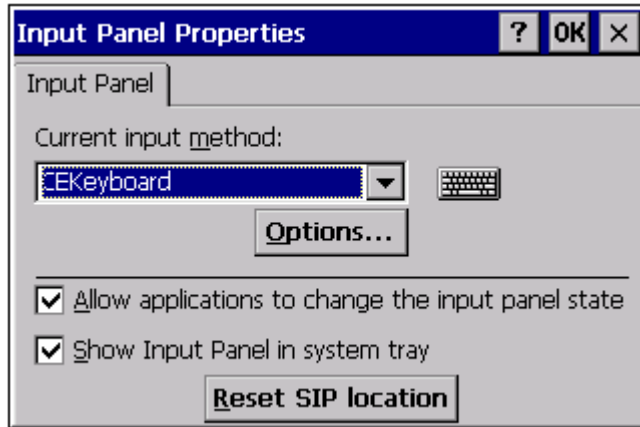 Input Panel Properties ? OK ×
Input Panel
Current input method:
CEKeyboard
Options...
Allow applications to change the input panel state
Show Input Panel in system tray
Reset SIP location